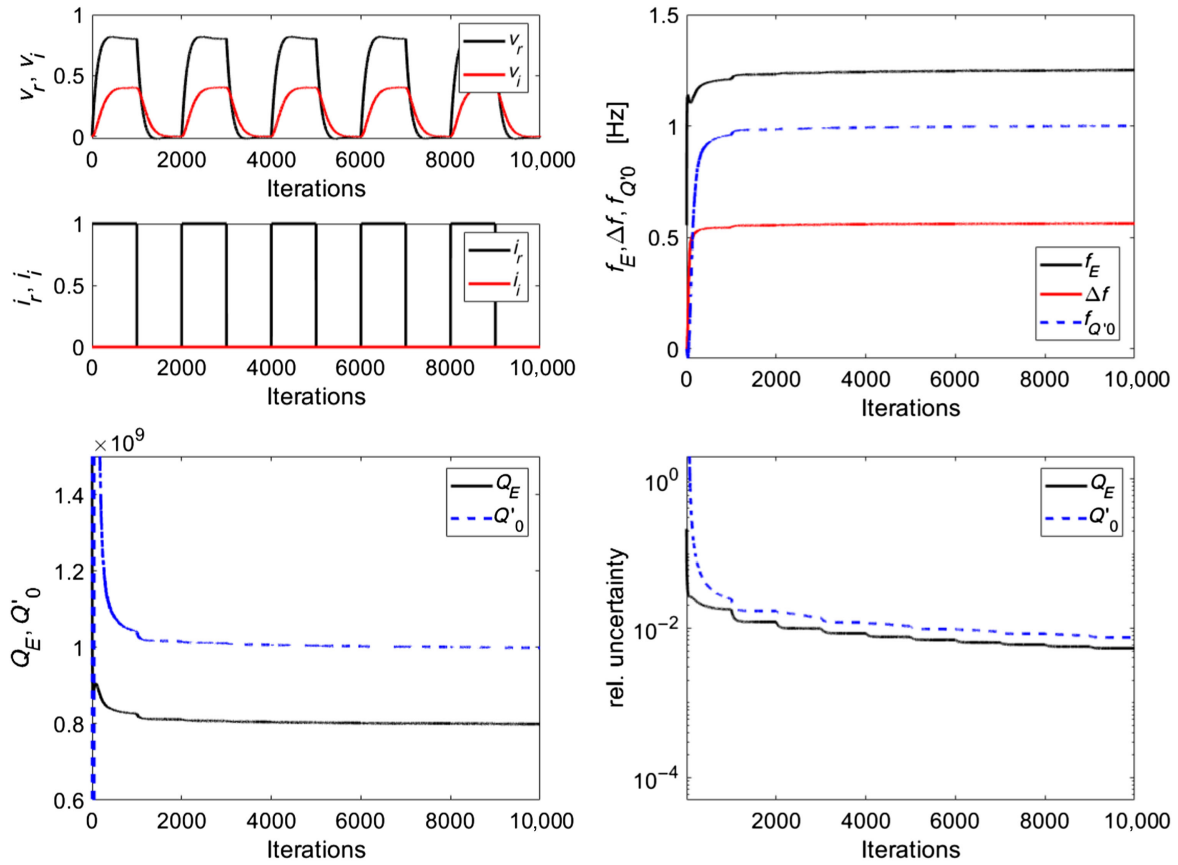 v_r, v_i
1
0.5
0
v_r
v_i
0 2000 4000 6000 8000 10,000
Iterations
i_r, i_i
1
0.5
0
i_r
i_i
0 2000 4000 6000 8000 10,000
Iterations
f_E, Δf, f_Q'0 [Hz]
1.5
1
0.5
0
f_E
Δf
f_Q'0
0 2000 4000 6000 8000 10,000
Iterations
×10^9
Q_E, Q'_0
1.4
1.2
1
0.8
0.6
Q_E
Q'_0
0 2000 4000 6000 8000 10,000
Iterations
rel. uncertainty
10^0
10^−2
10^−4
Q_E
Q'_0
2000 4000 6000 8000 10,000
Iterations